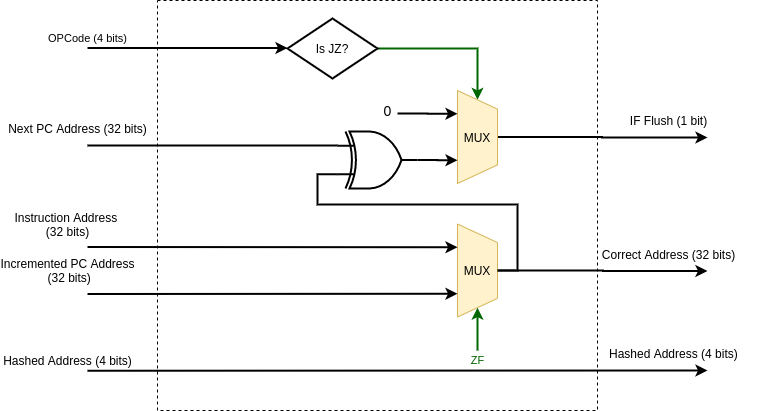 OPCode (4 bits)
Is JZ?
0
Next PC Address (32 bits)
MUX
IF Flush (1 bit)
Instruction Address
(32 bits)
Incremented PC Address
(32 bits)
MUX
Correct Address (32 bits)
ZF
Hashed Address (4 bits)
Hashed Address (4 bits)